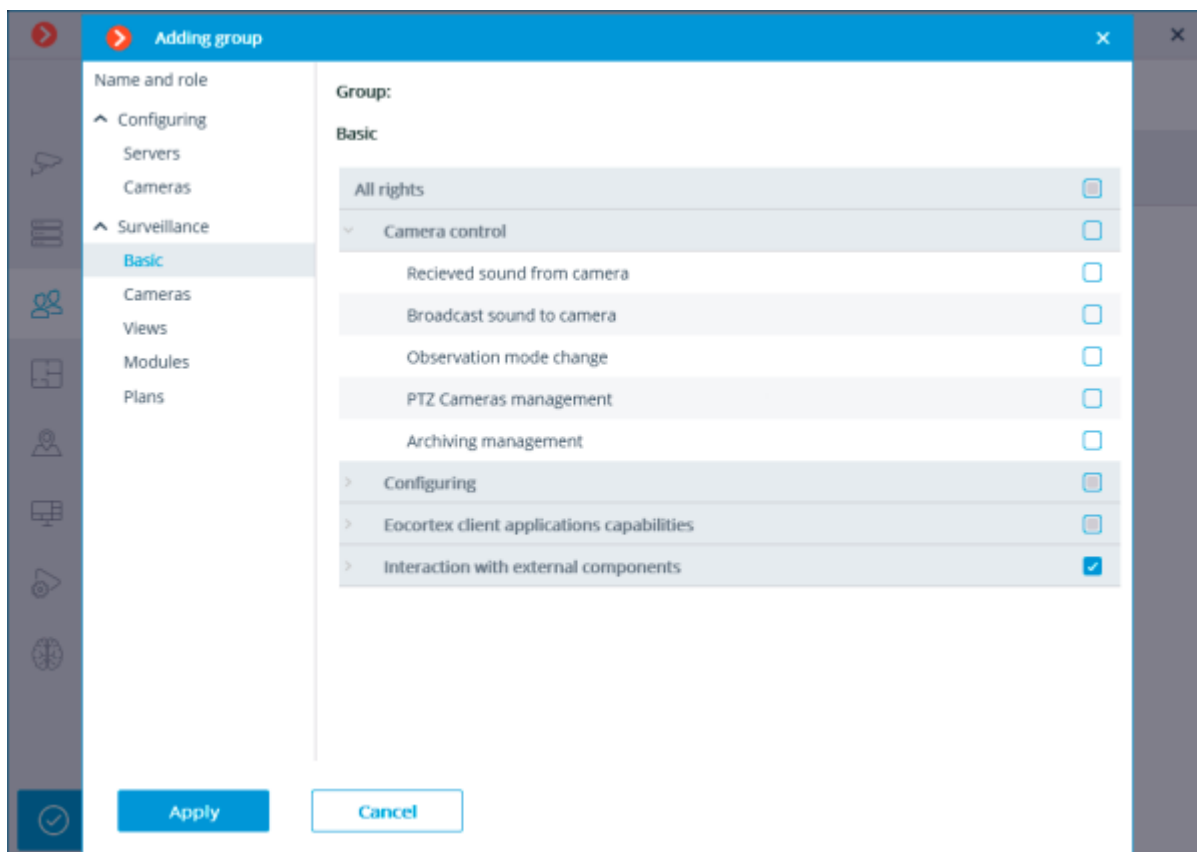 Adding group
Name and role
Configuring
Servers
Cameras
Surveillance
Basic
Cameras
Views
Modules
Plans
Group:
Basic
All rights
Camera control
Recieved sound from camera
Broadcast sound to camera
Observation mode change
PTZ Cameras management
Archiving management
Configuring
Eocortex client applications capabilities
Interaction with external components
Apply
Cancel